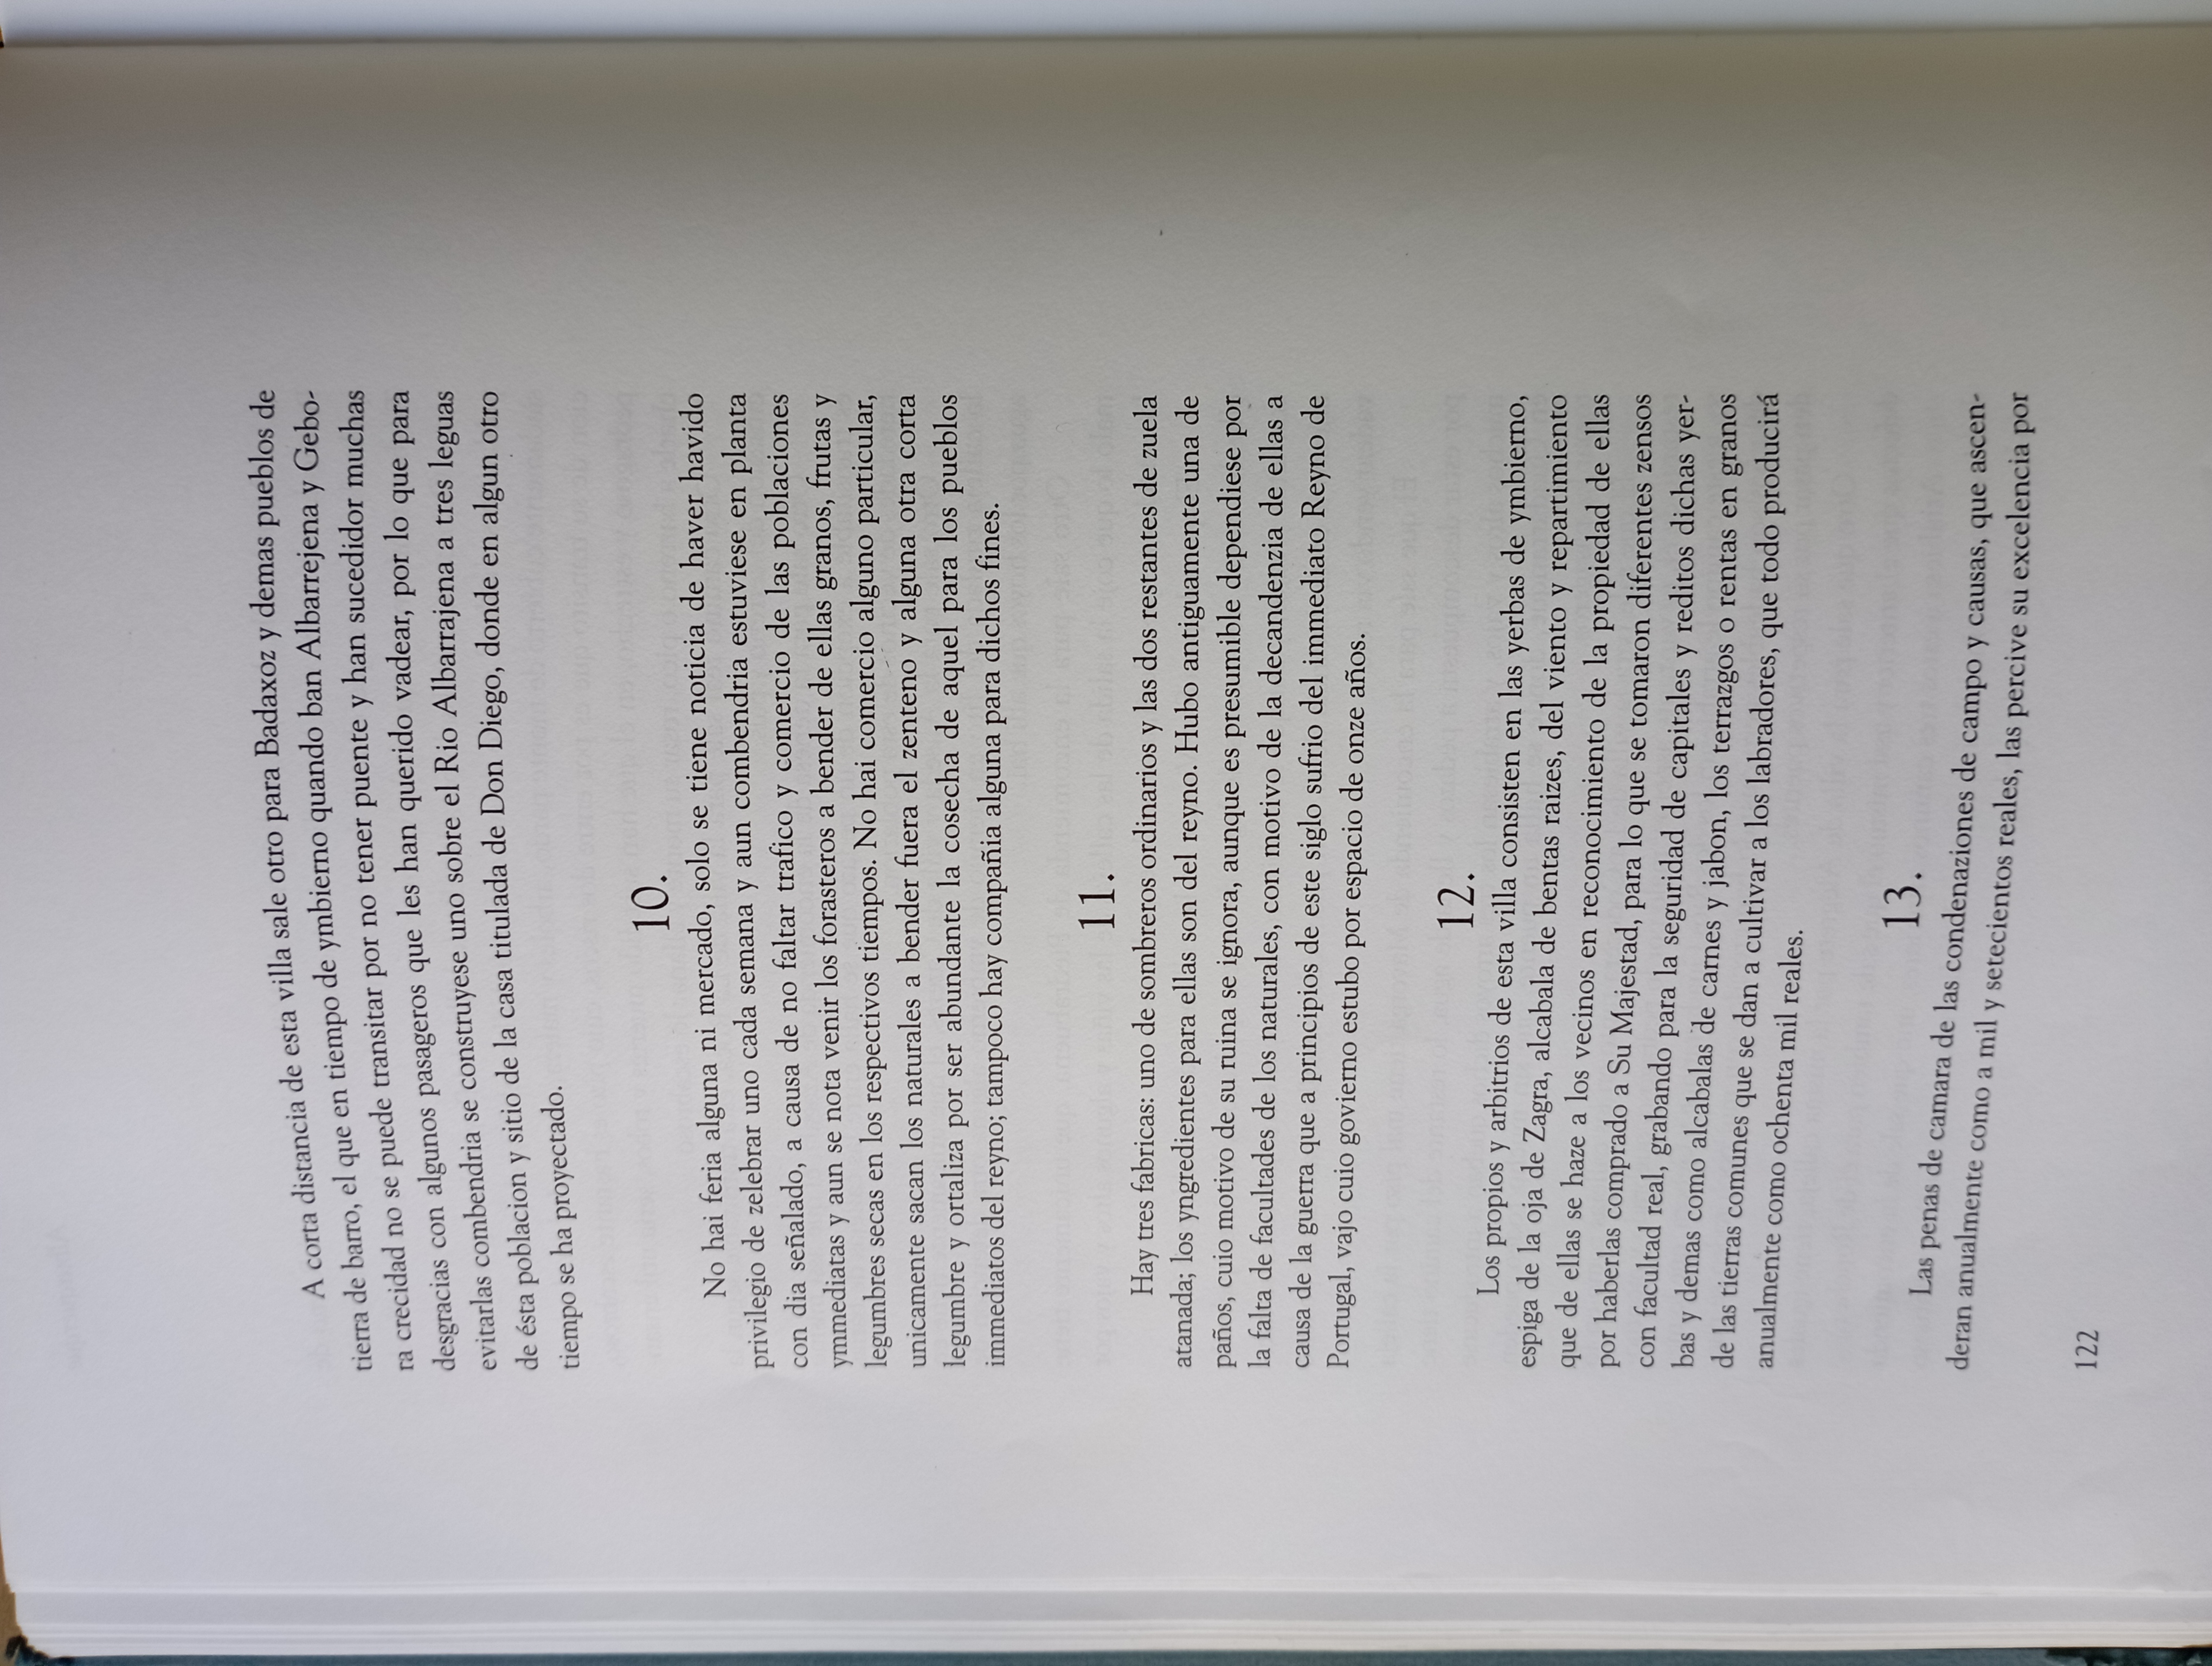 A corta distancia de esta villa sale otro para Badaxoz y demas pueblos de
tierra de barro, el que en tiempo de ymbierno quando ban Albarrejena y Gebo-
ra crecidad no se puede transitar por no tener puente y han sucedidor muchas
desgracias con algunos pasageros que les han querido vadear, por lo que para
evitarlas combendria se construyese uno sobre el Rio Albarrajena a tres leguas
de ésta poblacion y sitio de la casa titulada de Don Diego, donde en algun otro
tiempo se ha proyectado.
10.
No hai feria alguna ni mercado, solo se tiene noticia de haver havido
privilegio de zelebrar uno cada semana y aun combendria estuviese en planta
con dia señalado, a causa de no faltar trafico y comercio de las poblaciones
ymmediatas y aun se nota venir los forasteros a bender de ellas granos, frutas y
legumbres secas en los respectivos tiempos. No hai comercio alguno particular,
unicamente sacan los naturales a bender fuera el zenteno y alguna otra corta
legumbre y ortaliza por ser abundante la cosecha de aquel para los pueblos
immediatos del reyno; tampoco hay compañia alguna para dichos fines.
11.
Hay tres fabricas: uno de sombreros ordinarios y las dos restantes de zuela
atanada; los yngredientes para ellas son del reyno. Hubo antiguamente una de
paños, cuio motivo de su ruina se ignora, aunque es presumible dependiese por
la falta de facultades de los naturales, con motivo de la decandenzia de ellas a
causa de la guerra que a principios de este siglo sufrio del immediato Reyno de
Portugal, vajo cuio govierno estubo por espacio de onze años.
12.
Los propios y arbitrios de esta villa consisten en las yerbas de ymbierno,
espiga de la oja de Zagra, alcabala de bentas raizes, del viento y repartimiento
que de ellas se haze a los vecinos en reconocimiento de la propiedad de ellas
por haberlas comprado a Su Majestad, para lo que se tomaron diferentes zensos
con facultad real, grabando para la seguridad de capitales y reditos dichas yer-
bas y demas como alcabalas de carnes y jabon, los terrazgos o rentas en granos
de las tierras comunes que se dan a cultivar a los labradores, que todo producirá
anualmente como ochenta mil reales.
13.
Las penas de camara de las condenaziones de campo y causas, que ascen-
deran anualmente como a mil y setecientos reales, las percive su excelencia por
122